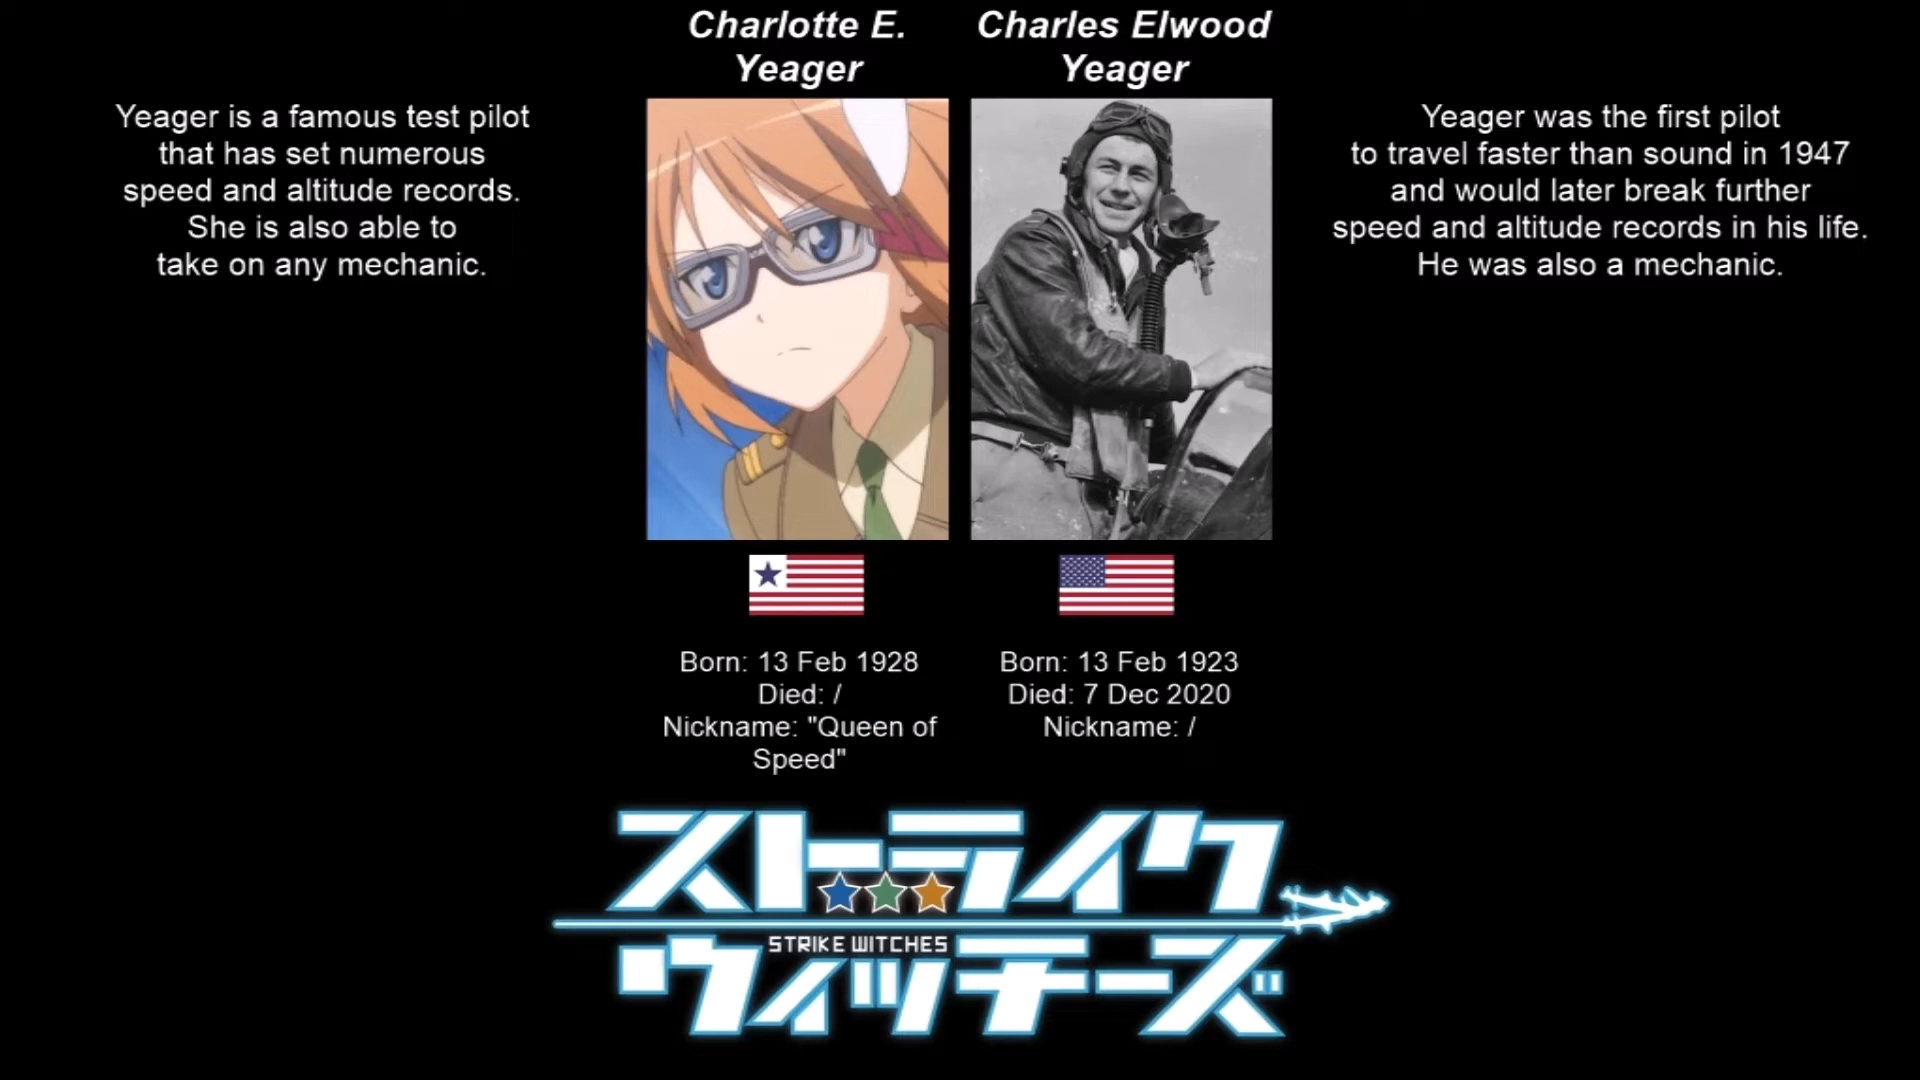 Charlotte E.
Yeager
Charles Elwood
Yeager
Yeager is a famous test pilot
that has set numerous
speed and altitude records.
She is also able to
take on any mechanic.
Yeager was the first pilot
to travel faster than sound in 1947
and would later break further
speed and altitude records in his life.
He was also a mechanic.
Born: 13 Feb 1928
Died: /
Nickname: "Queen of
Speed"
Born: 13 Feb 1923
Died: 7 Dec 2020
Nickname: /
ストライク
STRIKE WITCHES
ウィッチーズ